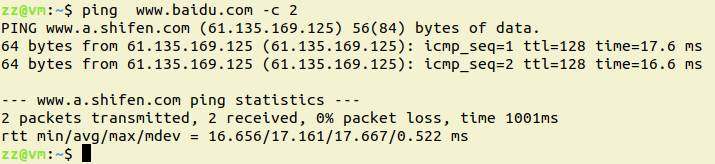 zz@vm:~$ ping  www.baidu.com -c 2
PING www.a.shifen.com (61.135.169.125) 56(84) bytes of data.
64 bytes from 61.135.169.125 (61.135.169.125): icmp_seq=1 ttl=128 time=17.6 ms
64 bytes from 61.135.169.125 (61.135.169.125): icmp_seq=2 ttl=128 time=16.6 ms

--- www.a.shifen.com ping statistics ---
2 packets transmitted, 2 received, 0% packet loss, time 1001ms
rtt min/avg/max/mdev = 16.656/17.161/17.667/0.522 ms
zz@vm:~$